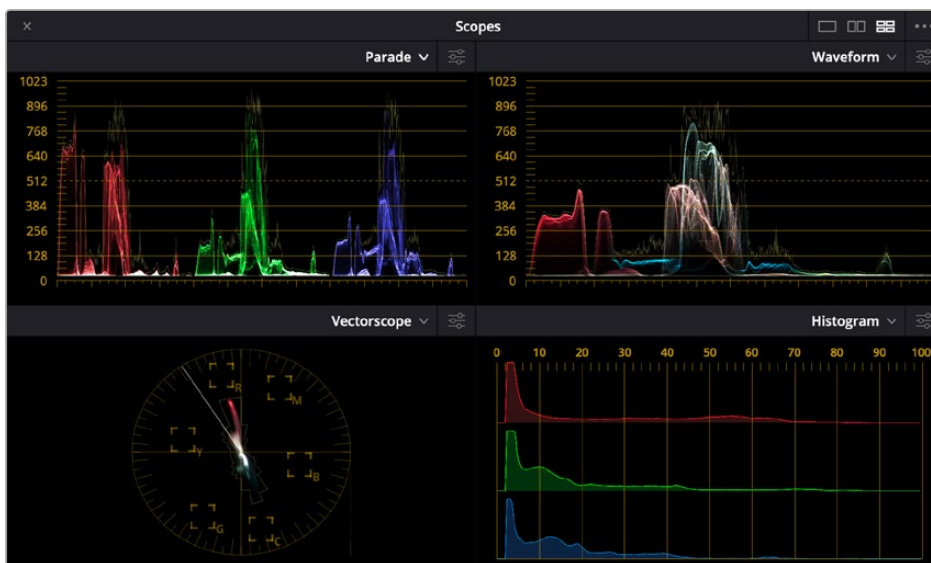 × Scopes •••
Parade
Waveform
1023
896
768
640
512
384
256
128
0
1023
896
768
640
512
384
256
128
0
Vectorscope
Histogram
R
M
Y
B
G
C
0 10 20 30 40 50 60 70 80 90 100